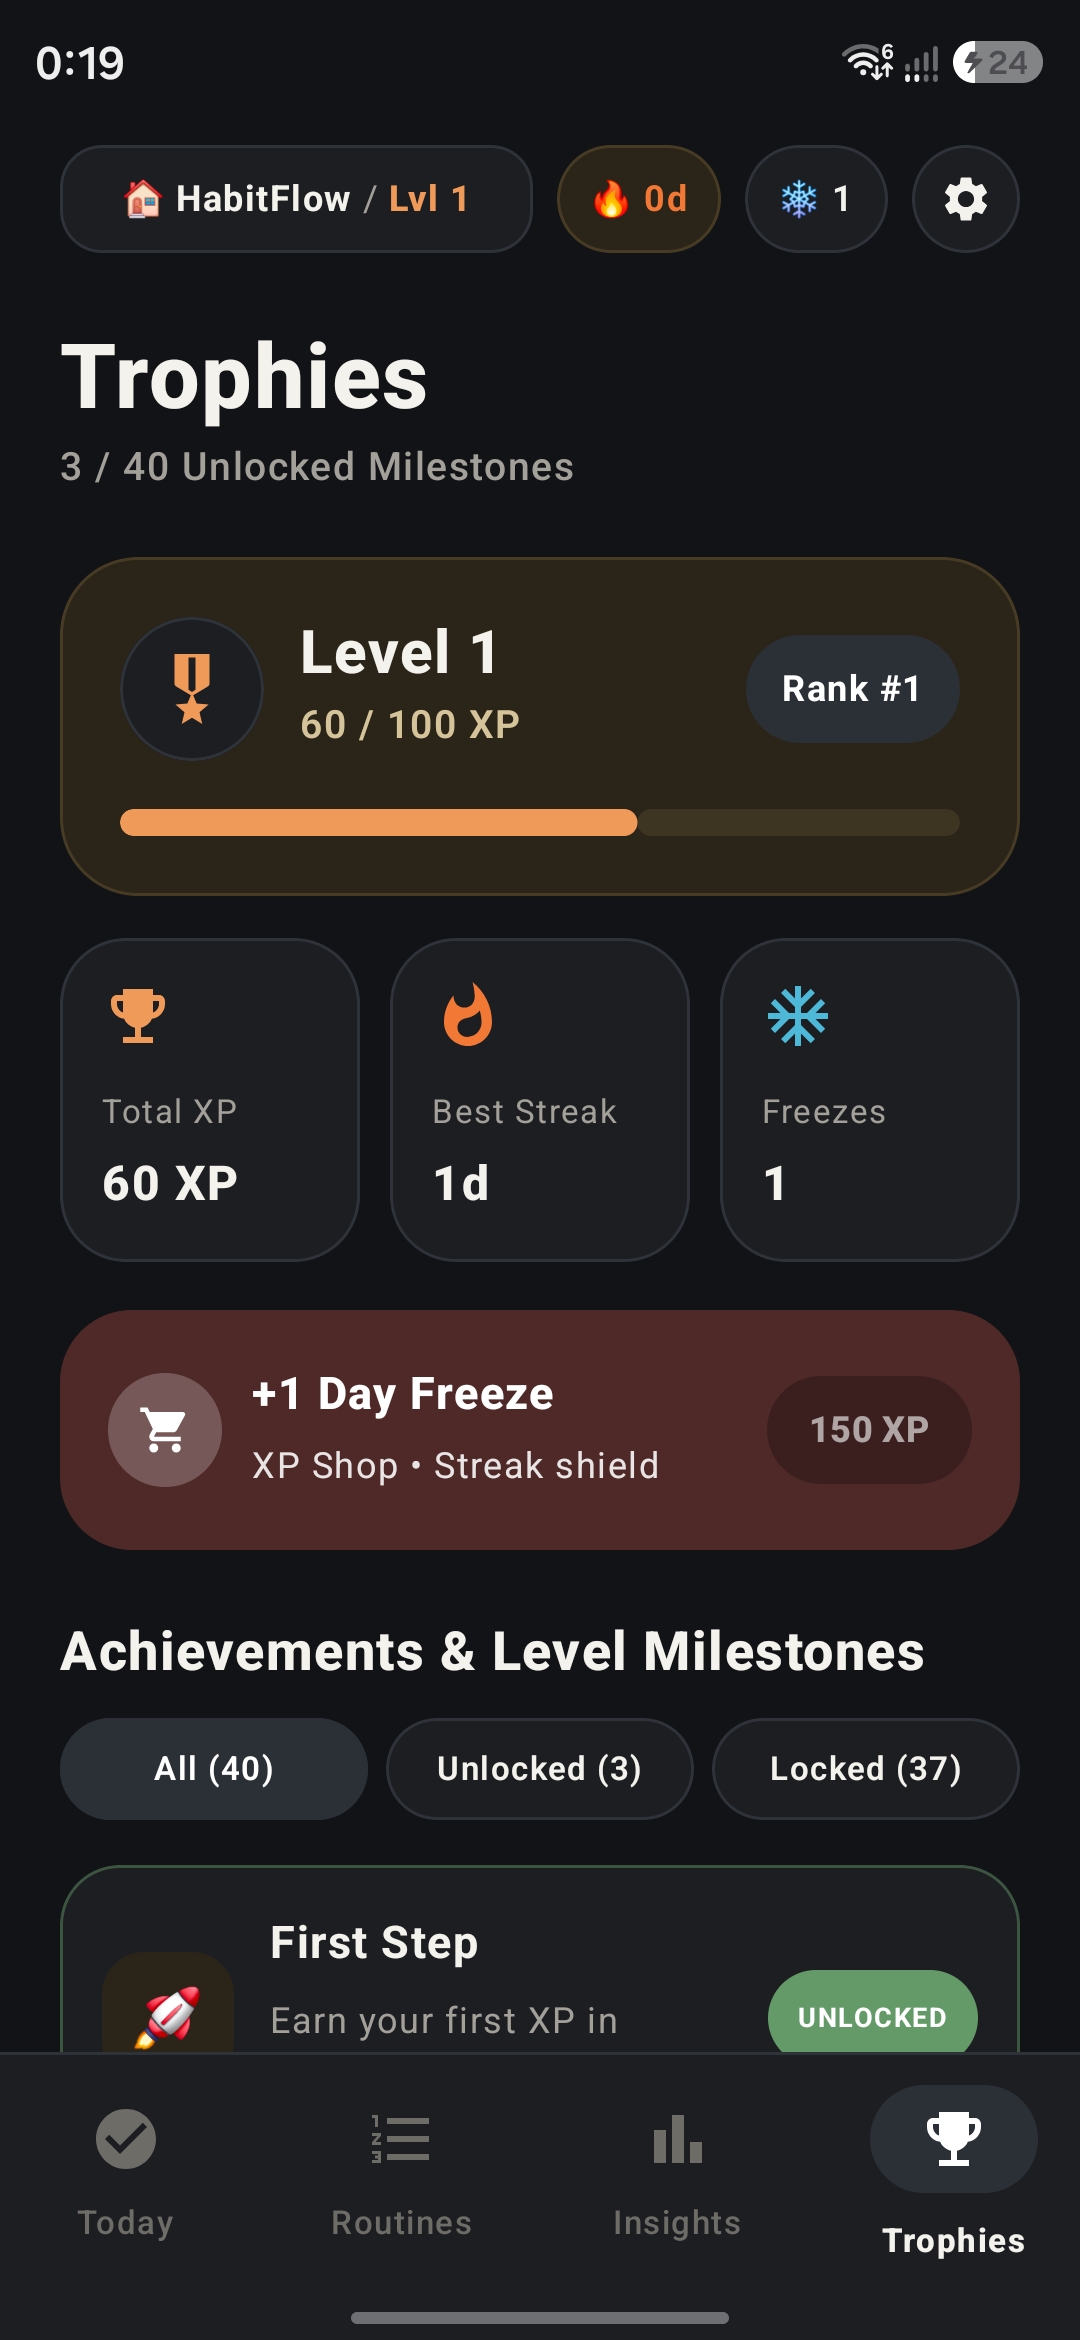 0:19
6
24
HabitFlow / Lvl 1
0d
1
Trophies
3 / 40 Unlocked Milestones
Level 1
60 / 100 XP
Rank #1
Total XP
60 XP
Best Streak
1d
Freezes
1
+1 Day Freeze
XP Shop • Streak shield
150 XP
Achievements & Level Milestones
All (40)
Unlocked (3)
Locked (37)
First Step
Earn your first XP in
UNLOCKED
Today
Routines
Insights
Trophies